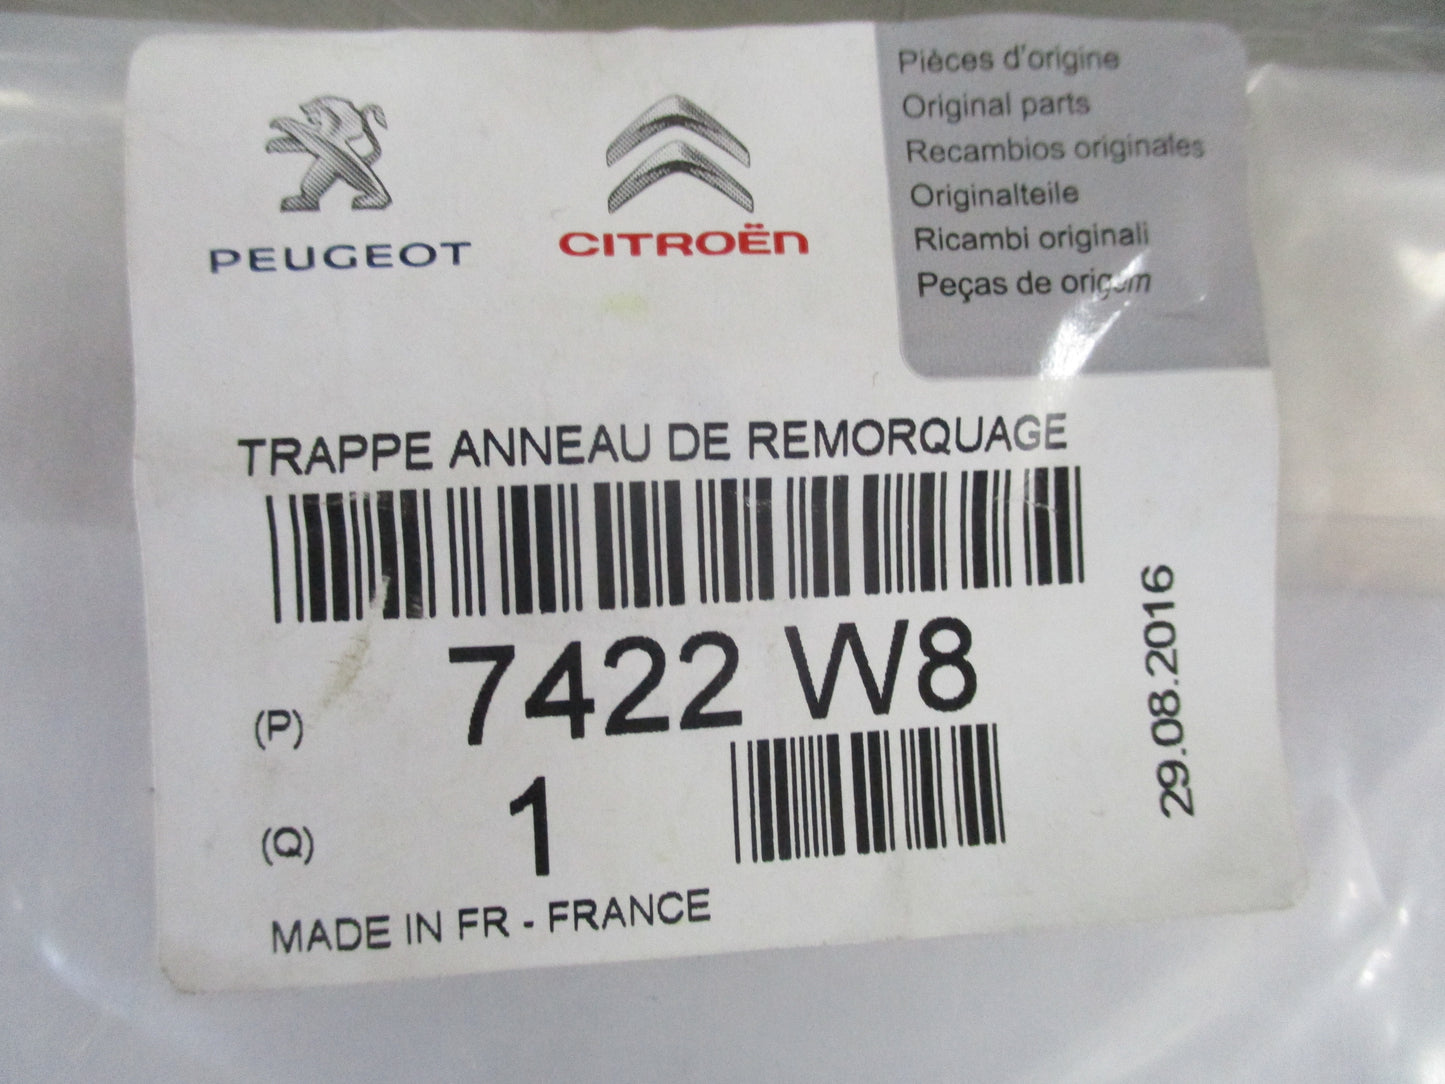 PEUGEOT
CITROËN
Pièces d'origine
Original parts
Recambios originales
Originalteile
Ricambi originali
Peças de origem
TRAPPE ANNEAU DE REMORQUAGE
(P) 7422 W8
(Q) 1
MADE IN FR - FRANCE
29.08.2016